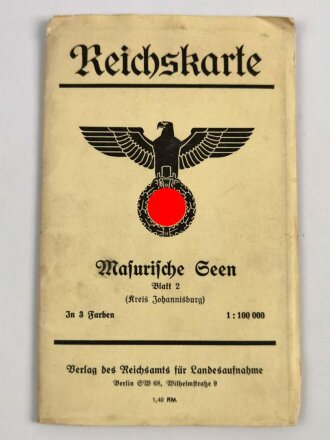 Reichskarte
Maſuriſche Seen
Blatt 2
(Kreis Johannisburg)
In 3 Farben 1 : 100 000
Verlag des Reichsamts für Landesaufnahme
Berlin SW 68, Wilhelmſtraße 9
1,40 RM.